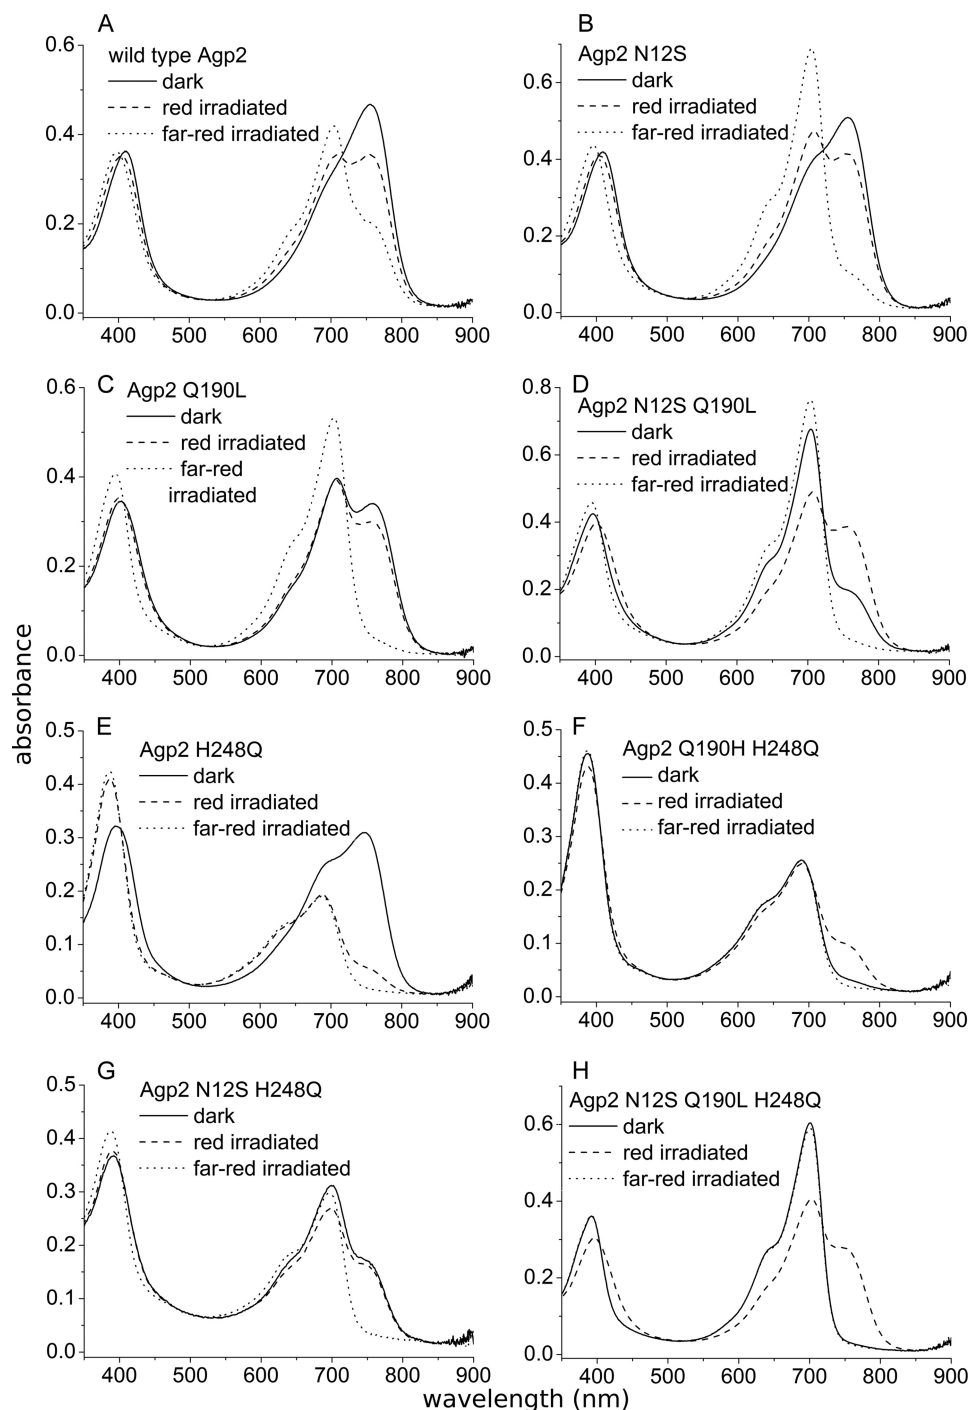 A
wild type Agp2
dark
red irradiated
far-red irradiated
0.6
0.4
0.2
0.0
400 500 600 700 800 900
B
Agp2 N12S
dark
red irradiated
far-red irradiated
0.6
0.4
0.2
0.0
400 500 600 700 800 900
C
Agp2 Q190L
dark
red irradiated
far-red
irradiated
0.6
0.4
0.2
0.0
400 500 600 700 800 900
D
Agp2 N12S Q190L
dark
red irradiated
far-red irradiated
0.8
0.6
0.4
0.2
0.0
400 500 600 700 800 900
absorbance
E
Agp2 H248Q
dark
red irradiated
far-red irradiated
0.5
0.4
0.3
0.2
0.1
0.0
400 500 600 700 800 900
F
Agp2 Q190H H248Q
dark
red irradiated
far-red irradiated
0.5
0.4
0.3
0.2
0.1
0.0
400 500 600 700 800 900
G
Agp2 N12S H248Q
dark
red irradiated
far-red irradiated
0.5
0.4
0.3
0.2
0.1
0.0
400 500 600 700 800 900
H
Agp2 N12S Q190L H248Q
dark
red irradiated
far-red irradiated
0.6
0.4
0.2
0.0
400 500 600 700 800 900
wavelength (nm)